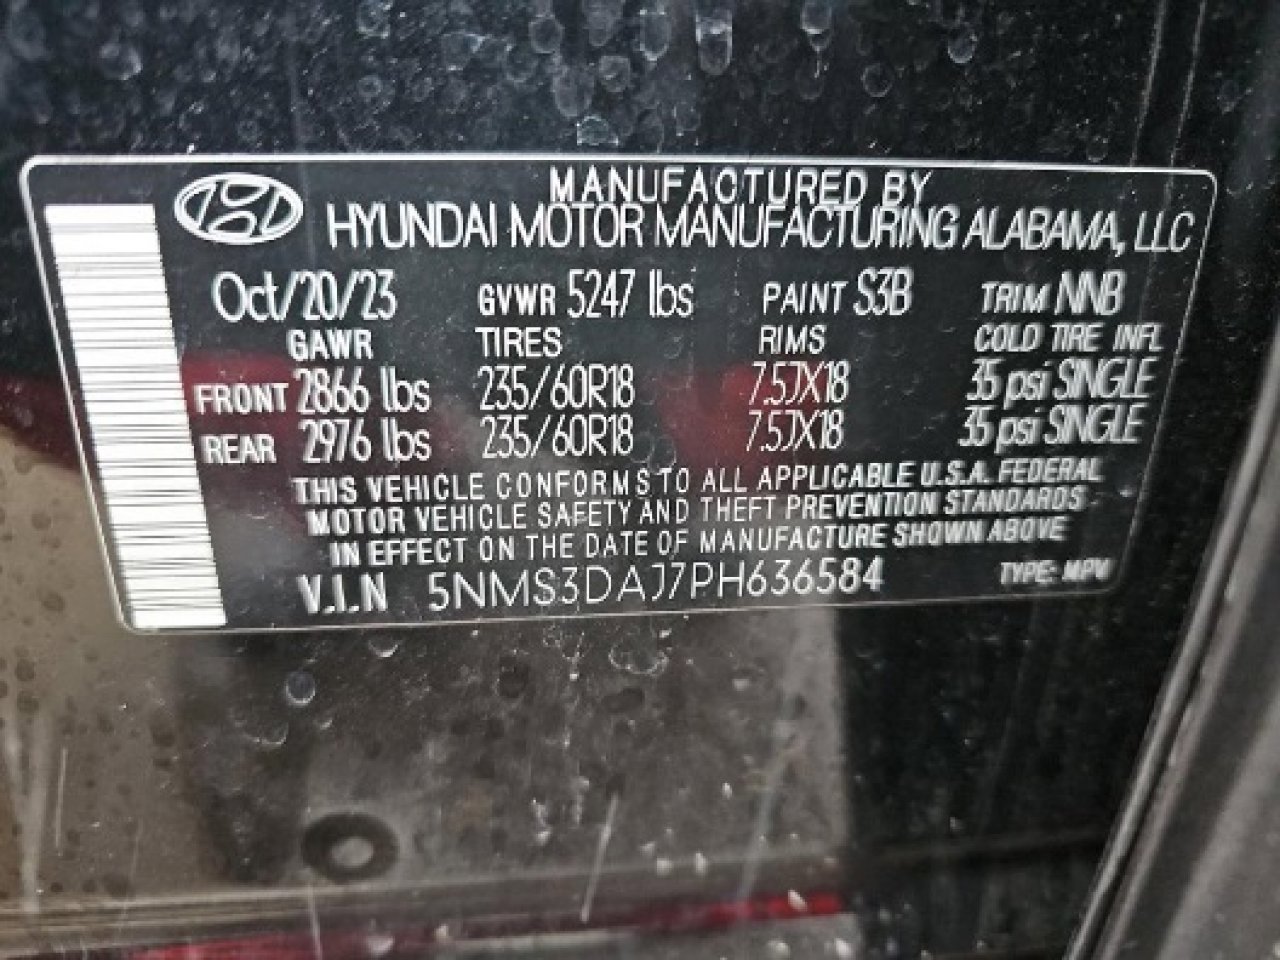 MANUFACTURED BY
HYUNDAI MOTOR MANUFACTURING ALABAMA, LLC
Oct/20/23 GVWR 5247 lbs PAINT S3B TRIM NNB
GAWR TIRES RIMS COLD TIRE INFL
FRONT 2866 lbs 235/60R18 7.5JX18 35 psi SINGLE
REAR 2976 lbs 235/60R18 7.5JX18 35 psi SINGLE
THIS VEHICLE CONFORMS TO ALL APPLICABLE U.S.A. FEDERAL
MOTOR VEHICLE SAFETY AND THEFT PREVENTION STANDARDS
IN EFFECT ON THE DATE OF MANUFACTURE SHOWN ABOVE
V.I.N 5NMS3DAJ7PH636584 TYPE: MPV